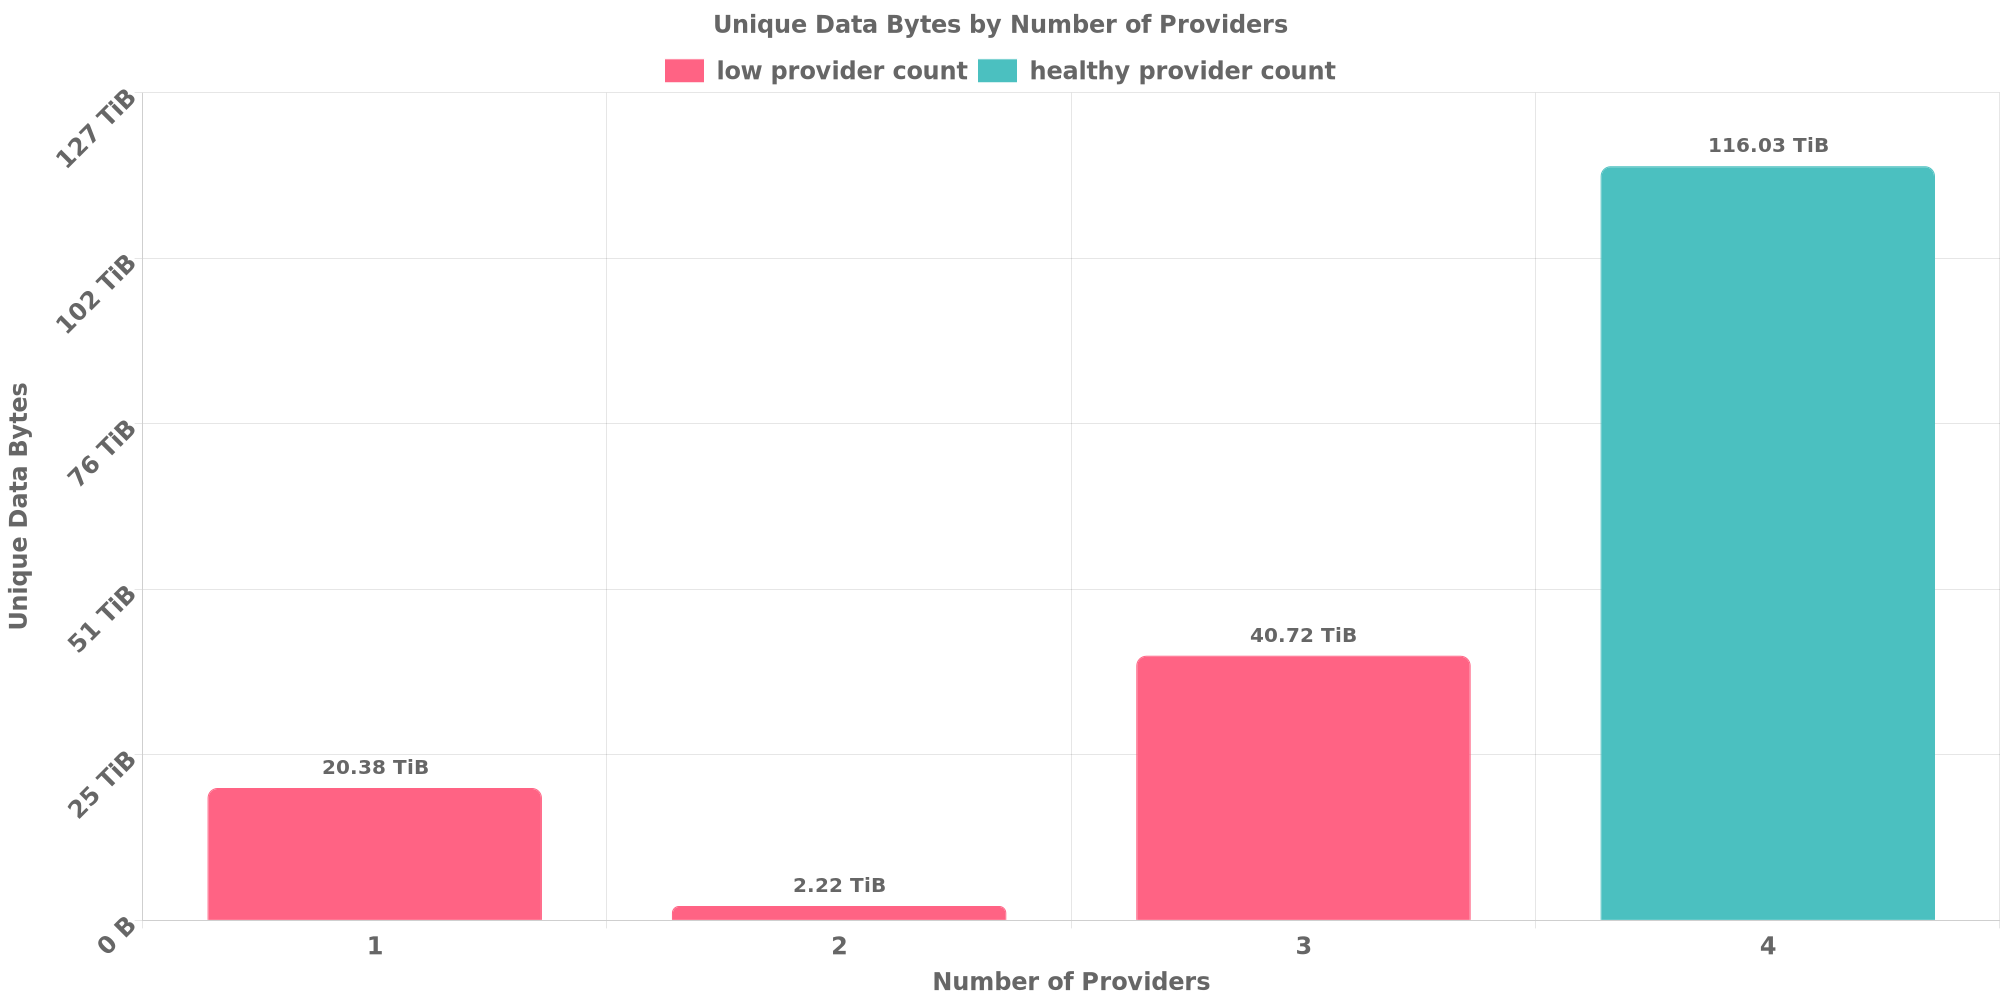 Unique Data Bytes by Number of Providers
low provider count healthy provider count
127 TiB
102 TiB
76 TiB
51 TiB
25 TiB
0 B
Unique Data Bytes
20.38 TiB
2.22 TiB
40.72 TiB
116.03 TiB
1 2 3 4
Number of Providers